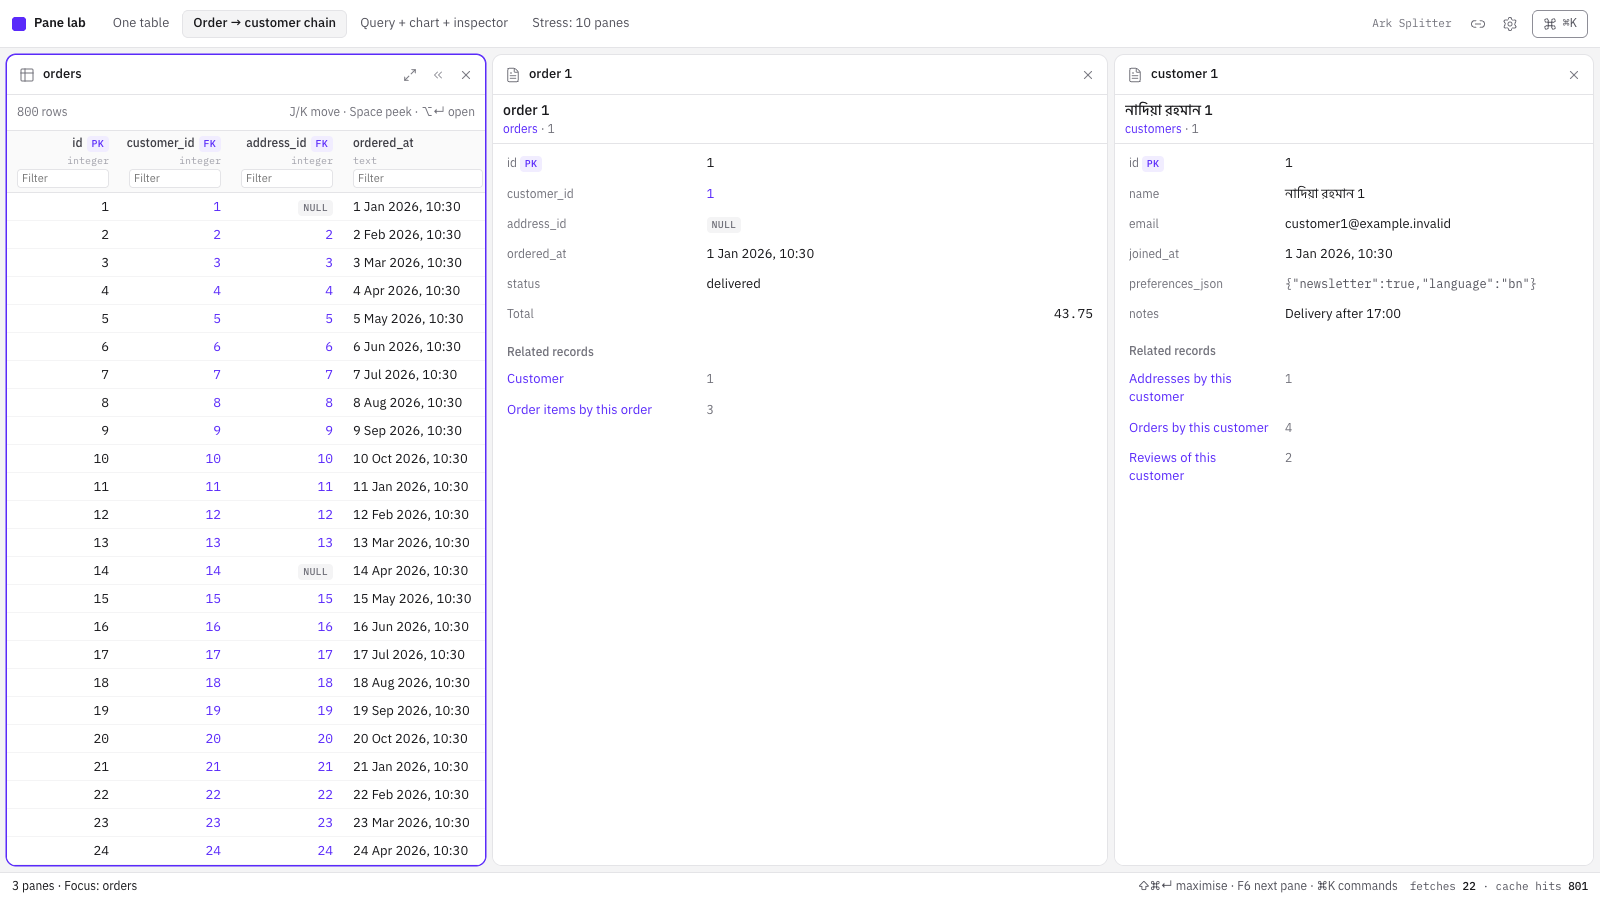 Pane lab One table Order → customer chain Query + chart + inspector Stress: 10 panes Ark Splitter ⌘ ⌘K
orders
800 rows J/K move · Space peek · ⌥↵ open
id PK customer_id FK address_id FK ordered_at
integer integer integer text
Filter Filter Filter Filter
1 1 NULL 1 Jan 2026, 10:30
2 2 2 2 Feb 2026, 10:30
3 3 3 3 Mar 2026, 10:30
4 4 4 4 Apr 2026, 10:30
5 5 5 5 May 2026, 10:30
6 6 6 6 Jun 2026, 10:30
7 7 7 7 Jul 2026, 10:30
8 8 8 8 Aug 2026, 10:30
9 9 9 9 Sep 2026, 10:30
10 10 10 10 Oct 2026, 10:30
11 11 11 11 Jan 2026, 10:30
12 12 12 12 Feb 2026, 10:30
13 13 13 13 Mar 2026, 10:30
14 14 NULL 14 Apr 2026, 10:30
15 15 15 15 May 2026, 10:30
16 16 16 16 Jun 2026, 10:30
17 17 17 17 Jul 2026, 10:30
18 18 18 18 Aug 2026, 10:30
19 19 19 19 Sep 2026, 10:30
20 20 20 20 Oct 2026, 10:30
21 21 21 21 Jan 2026, 10:30
22 22 22 22 Feb 2026, 10:30
23 23 23 23 Mar 2026, 10:30
24 24 24 24 Apr 2026, 10:30
order 1
order 1
orders · 1
id PK 1
customer_id 1
address_id NULL
ordered_at 1 Jan 2026, 10:30
status delivered
Total 43.75
Related records
Customer 1
Order items by this order 3
customer 1
নাদিয়া রহমান 1
customers · 1
id PK 1
name নাদিয়া রহমান 1
email customer1@example.invalid
joined_at 1 Jan 2026, 10:30
preferences_json {"newsletter":true,"language":"bn"}
notes Delivery after 17:00
Related records
Addresses by this 1
customer
Orders by this customer 4
Reviews of this 2
customer
3 panes · Focus: orders ⇧⌘↵ maximise · F6 next pane · ⌘K commands fetches 22 · cache hits 801